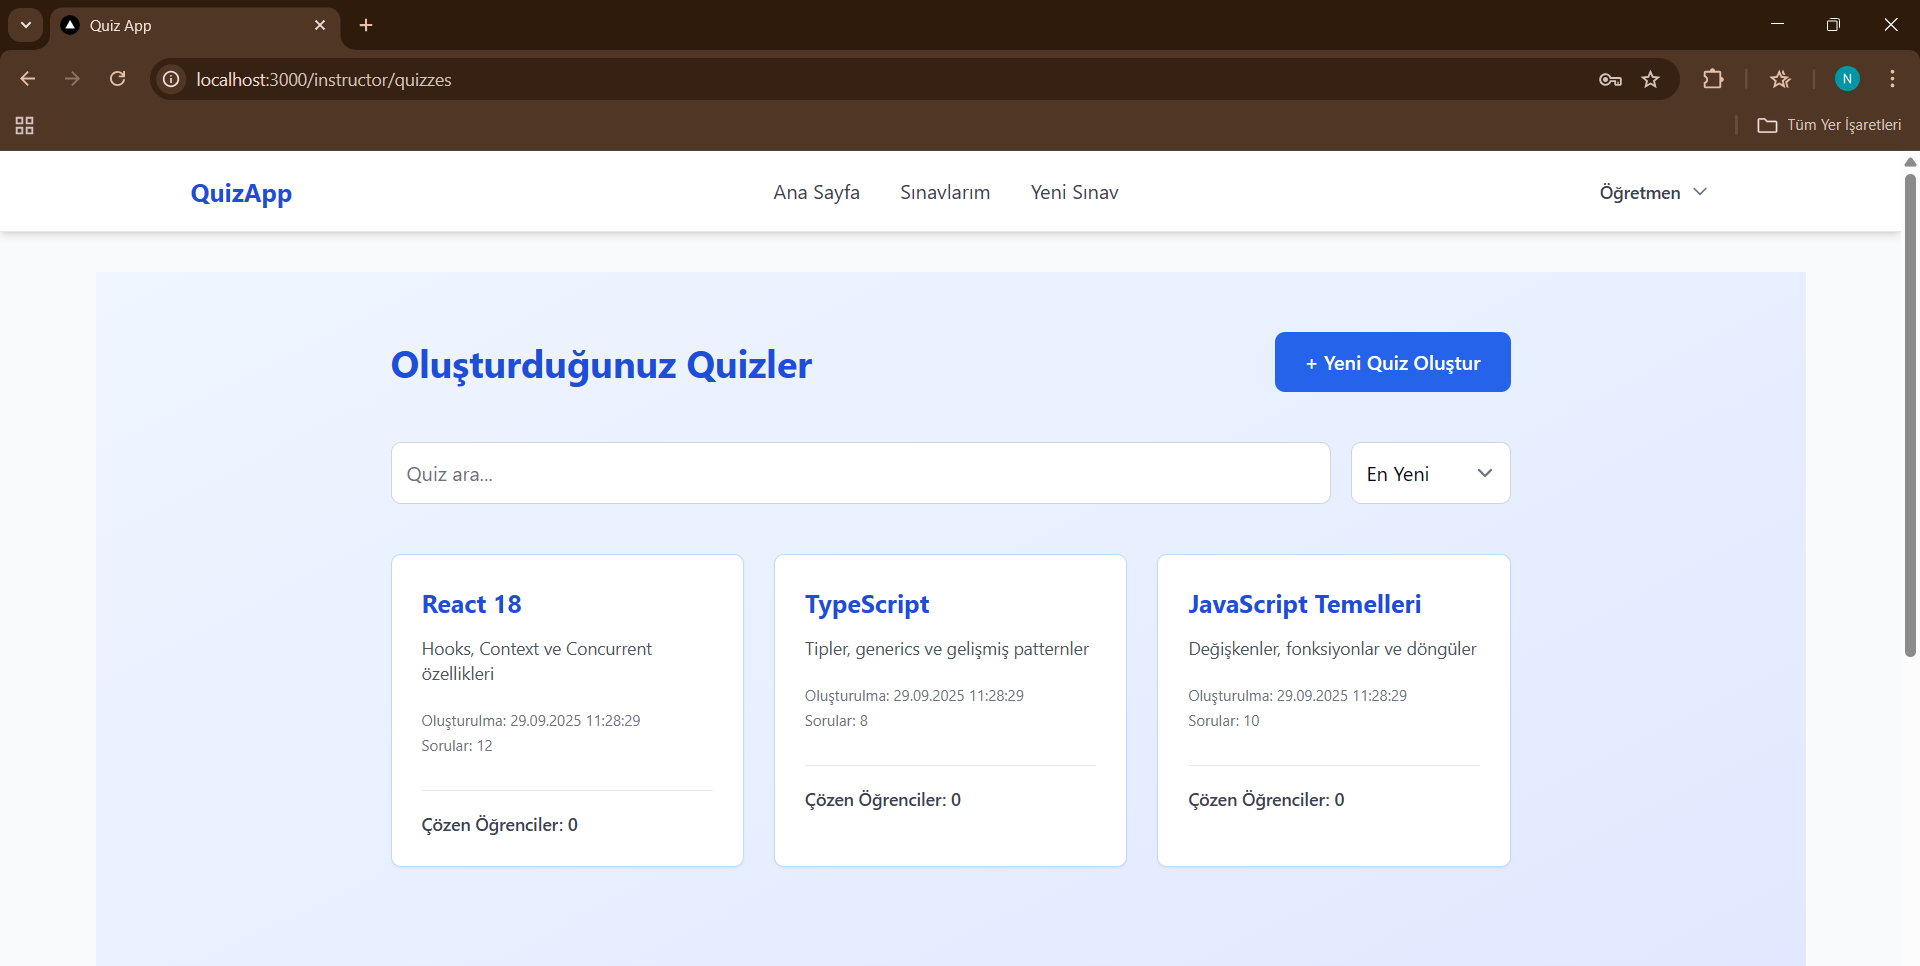 Quiz App
localhost:3000/instructor/quizzes
N
Tüm Yer İşaretleri
QuizApp
Ana Sayfa
Sınavlarım
Yeni Sınav
Öğretmen
Oluşturduğunuz Quizler
+ Yeni Quiz Oluştur
Quiz ara...
En Yeni
React 18
Hooks, Context ve Concurrent
özellikleri
Oluşturulma: 29.09.2025 11:28:29
Sorular: 12
Çözen Öğrenciler: 0
TypeScript
Tipler, generics ve gelişmiş patternler
Oluşturulma: 29.09.2025 11:28:29
Sorular: 8
Çözen Öğrenciler: 0
JavaScript Temelleri
Değişkenler, fonksiyonlar ve döngüler
Oluşturulma: 29.09.2025 11:28:29
Sorular: 10
Çözen Öğrenciler: 0